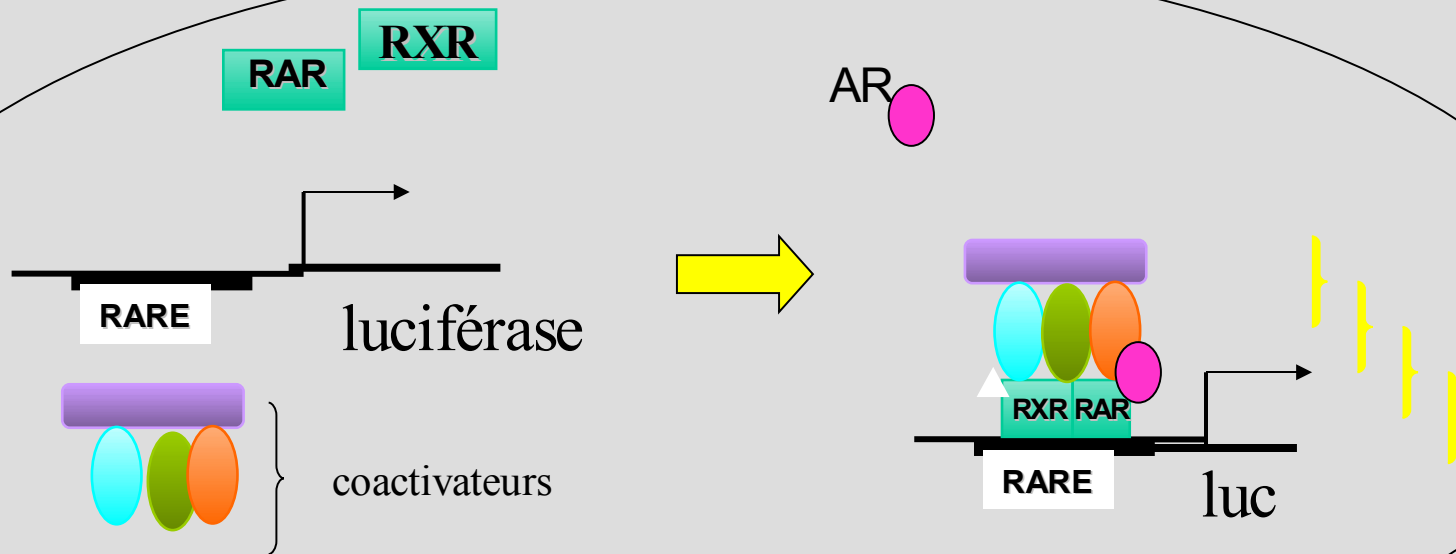 RXR
RAR
AR
RARE
luciférase
coactivateurs
RXR RAR
RARE
luc